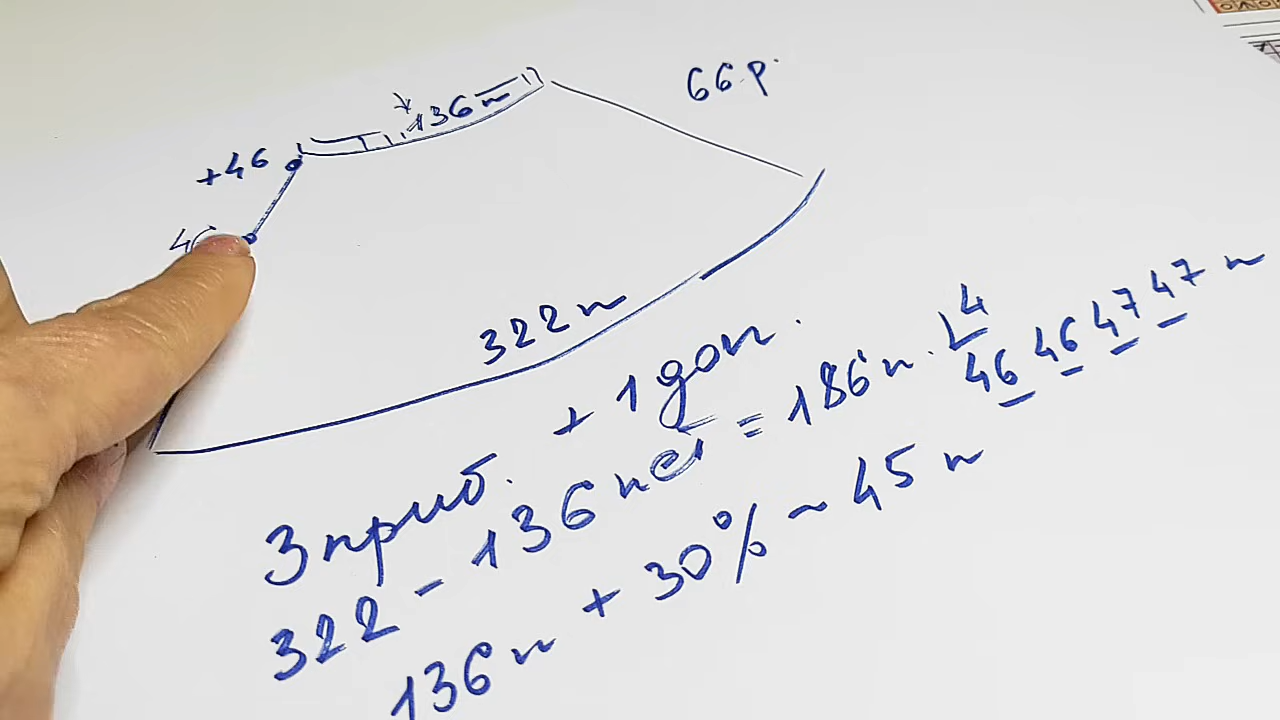 66 р.
136 п
+46
46
322 п
3 приб. + 1 доп.
322 - 136 пет = 186 п. 4
46 46 47 47 п
136 п + 30% ~ 45 п